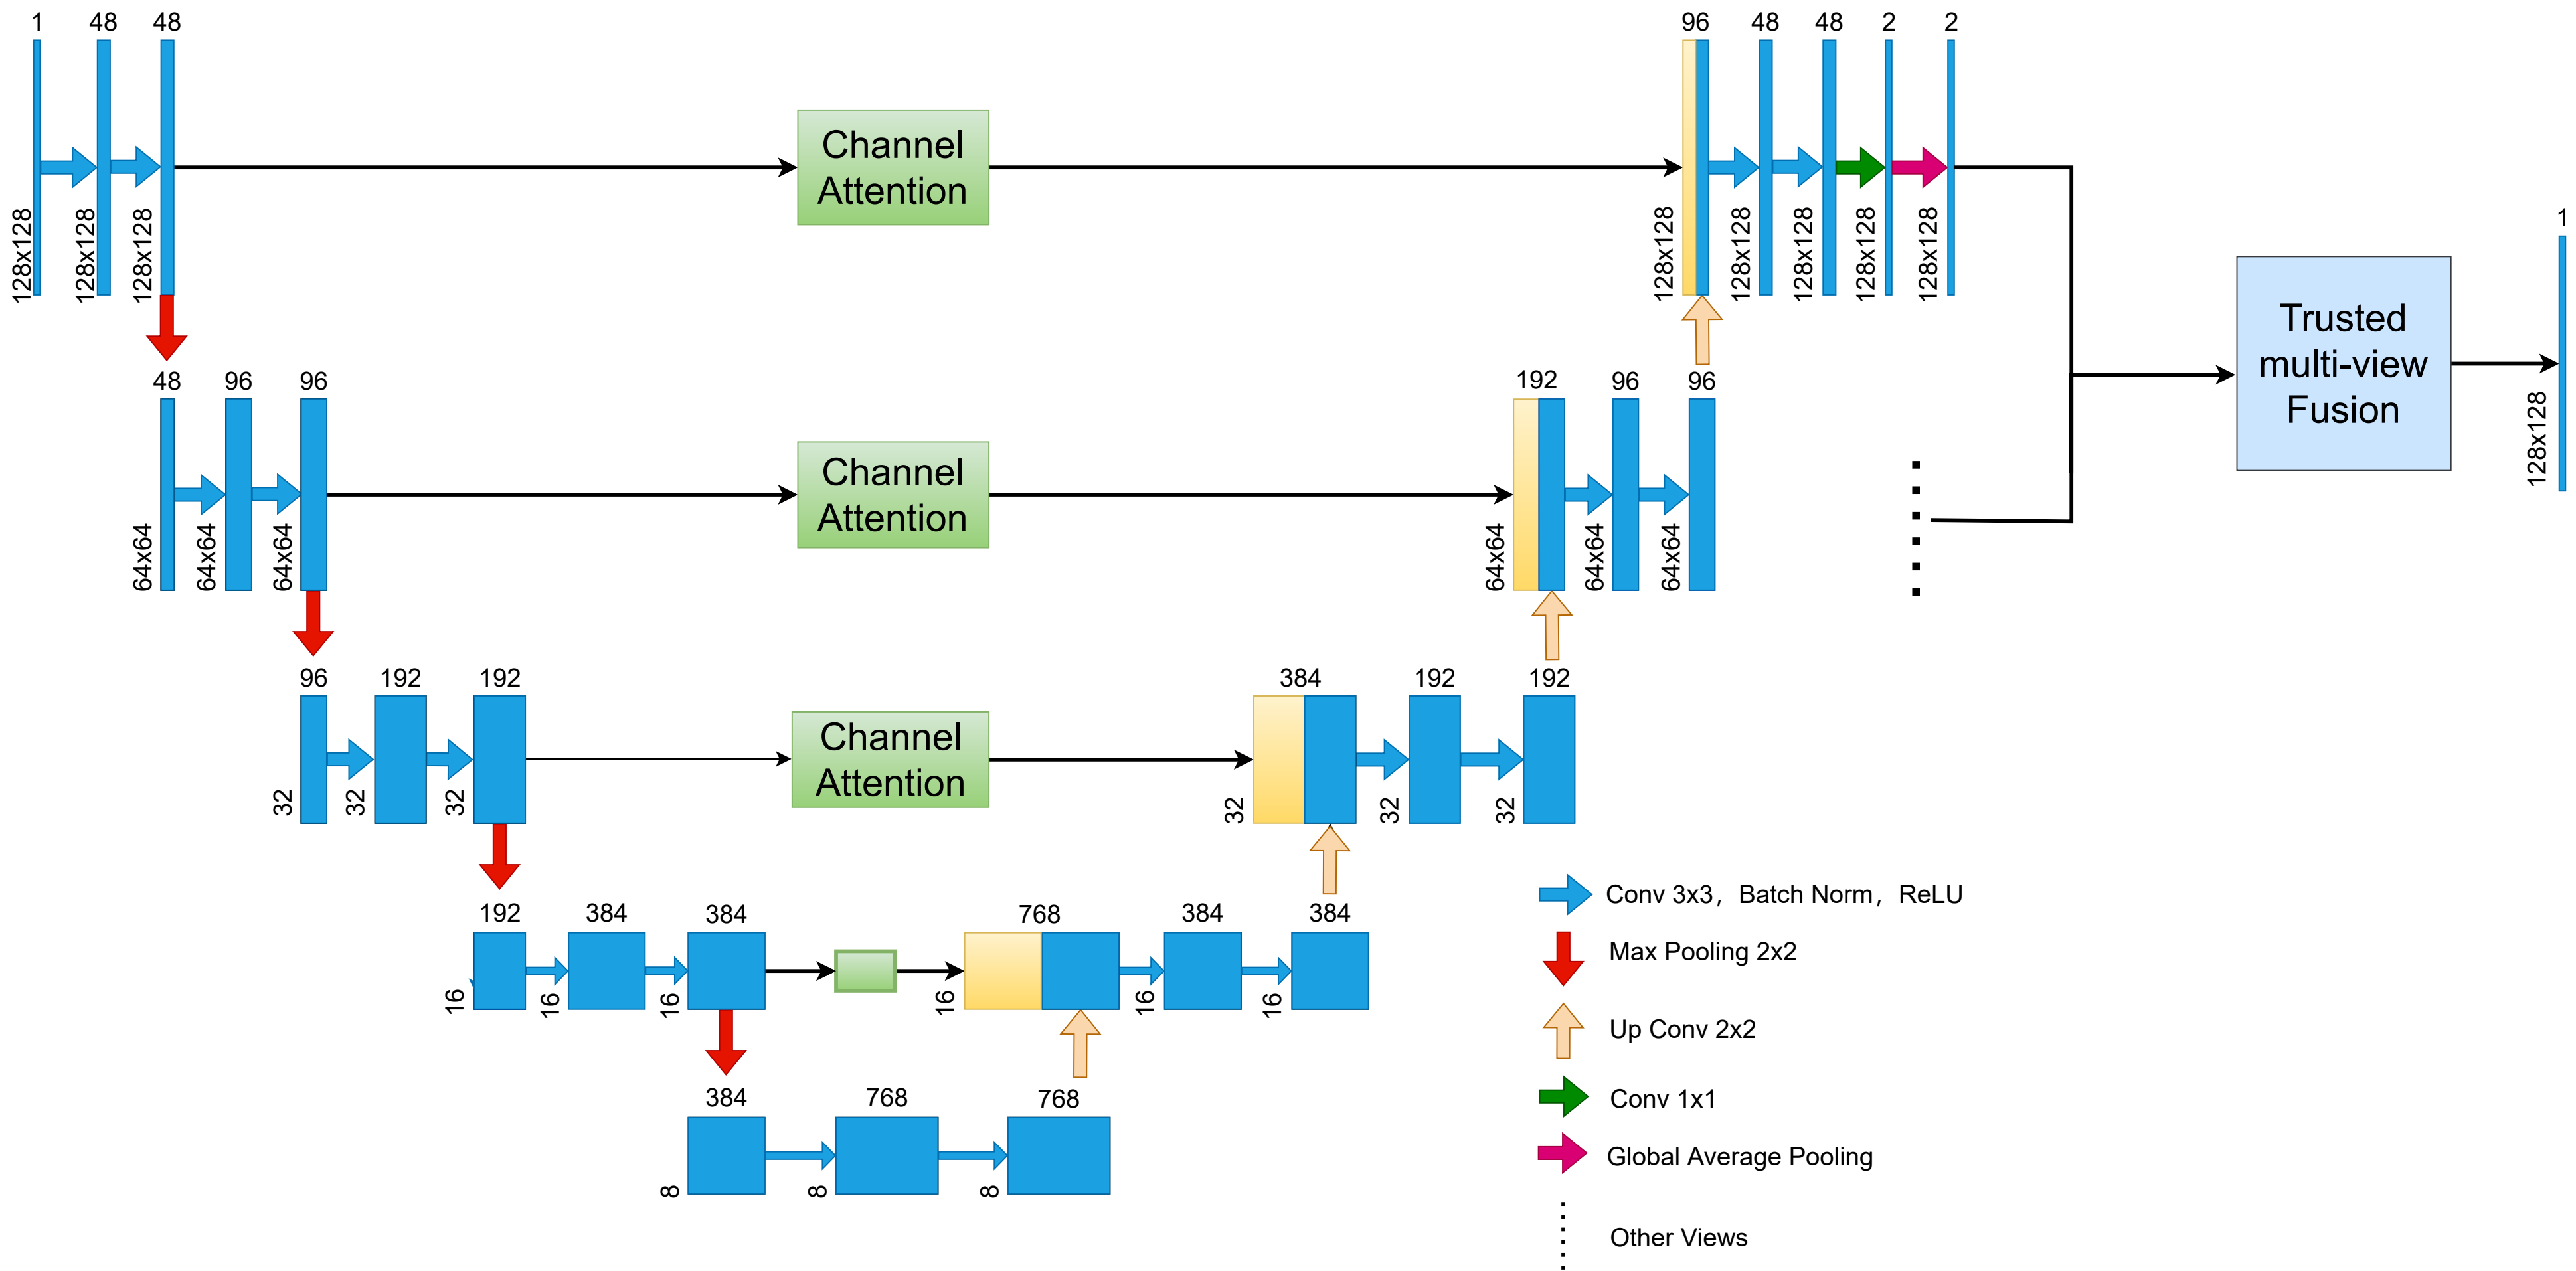 1 48 48
96 48 48 2 2
Channel
Attention
128x128 128x128 128x128
128x128 128x128 128x128 128x128 128x128
1
Trusted
multi-view
Fusion
128x128
48 96 96
192 96 96
Channel
Attention
64x64 64x64 64x64
64x64 64x64 64x64
96 192 192
384 192 192
Channel
Attention
32 32 32
32 32 32
192 384 384
768 384 384
16 16 16
16 16 16
384 768 768
8 8 8
Conv 3x3，Batch Norm，ReLU
Max Pooling 2x2
Up Conv 2x2
Conv 1x1
Global Average Pooling
Other Views